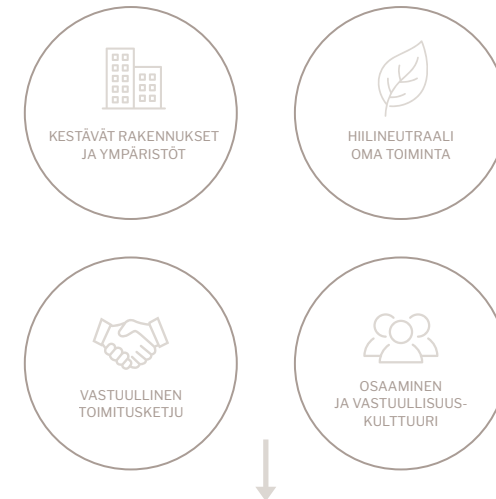 KESTÄVÄT RAKENNUKSET
JA YMPÄRISTÖT
HIILINEUTRAALI
OMA TOIMINTA
VASTUULLINEN
TOIMITUSKETJU
OSAAMINEN
JA VASTUULLISUUS-
KULTTUURI